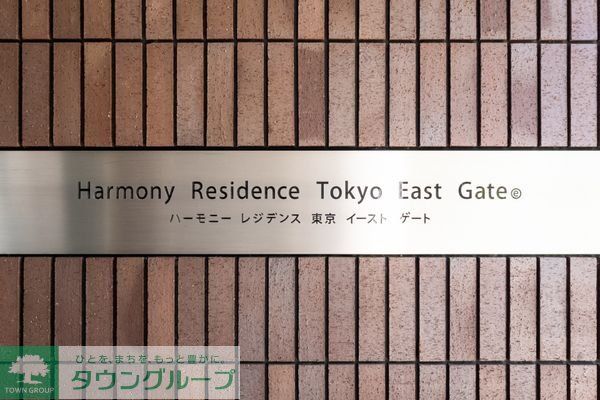 Harmony Residence Tokyo East Gate©
ハーモニー レジデンス 東京 イースト ゲート
ひとを、まちを、もっと豊かに。
タウングループ
TOWN GROUP